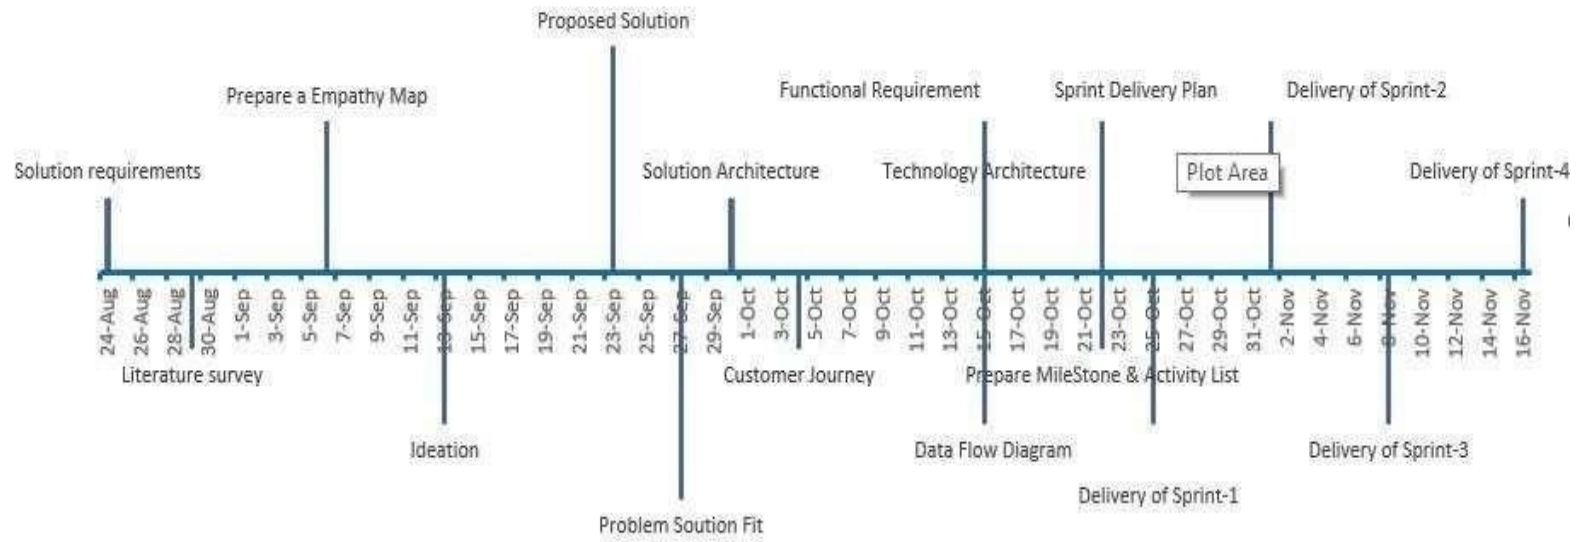 Proposed Solution
Prepare a Empathy Map
Functional Requirement
Sprint Delivery Plan
Delivery of Sprint-2
Solution requirements
Solution Architecture
Technology Architecture
Plot Area
Delivery of Sprint-4
24-Aug
26-Aug
28-Aug
30-Aug
1-Sep
3-Sep
5-Sep
7-Sep
9-Sep
11-Sep
13-Sep
15-Sep
17-Sep
19-Sep
21-Sep
23-Sep
25-Sep
27-Sep
29-Sep
1-Oct
3-Oct
5-Oct
7-Oct
9-Oct
11-Oct
13-Oct
15-Oct
17-Oct
19-Oct
21-Oct
23-Oct
25-Oct
27-Oct
29-Oct
31-Oct
2-Nov
4-Nov
6-Nov
8-Nov
10-Nov
12-Nov
14-Nov
16-Nov
Literature survey
Customer Journey
Prepare MileStone & Activity List
Ideation
Data Flow Diagram
Delivery of Sprint-3
Delivery of Sprint-1
Problem Soution Fit